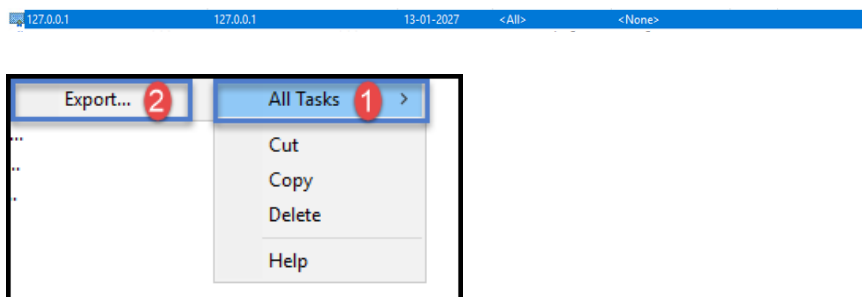 127.0.0.1 127.0.0.1 13-01-2027 <All> <None>
Export... 2 All Tasks 1 >
...
Cut
..
Copy
.
Delete
Help